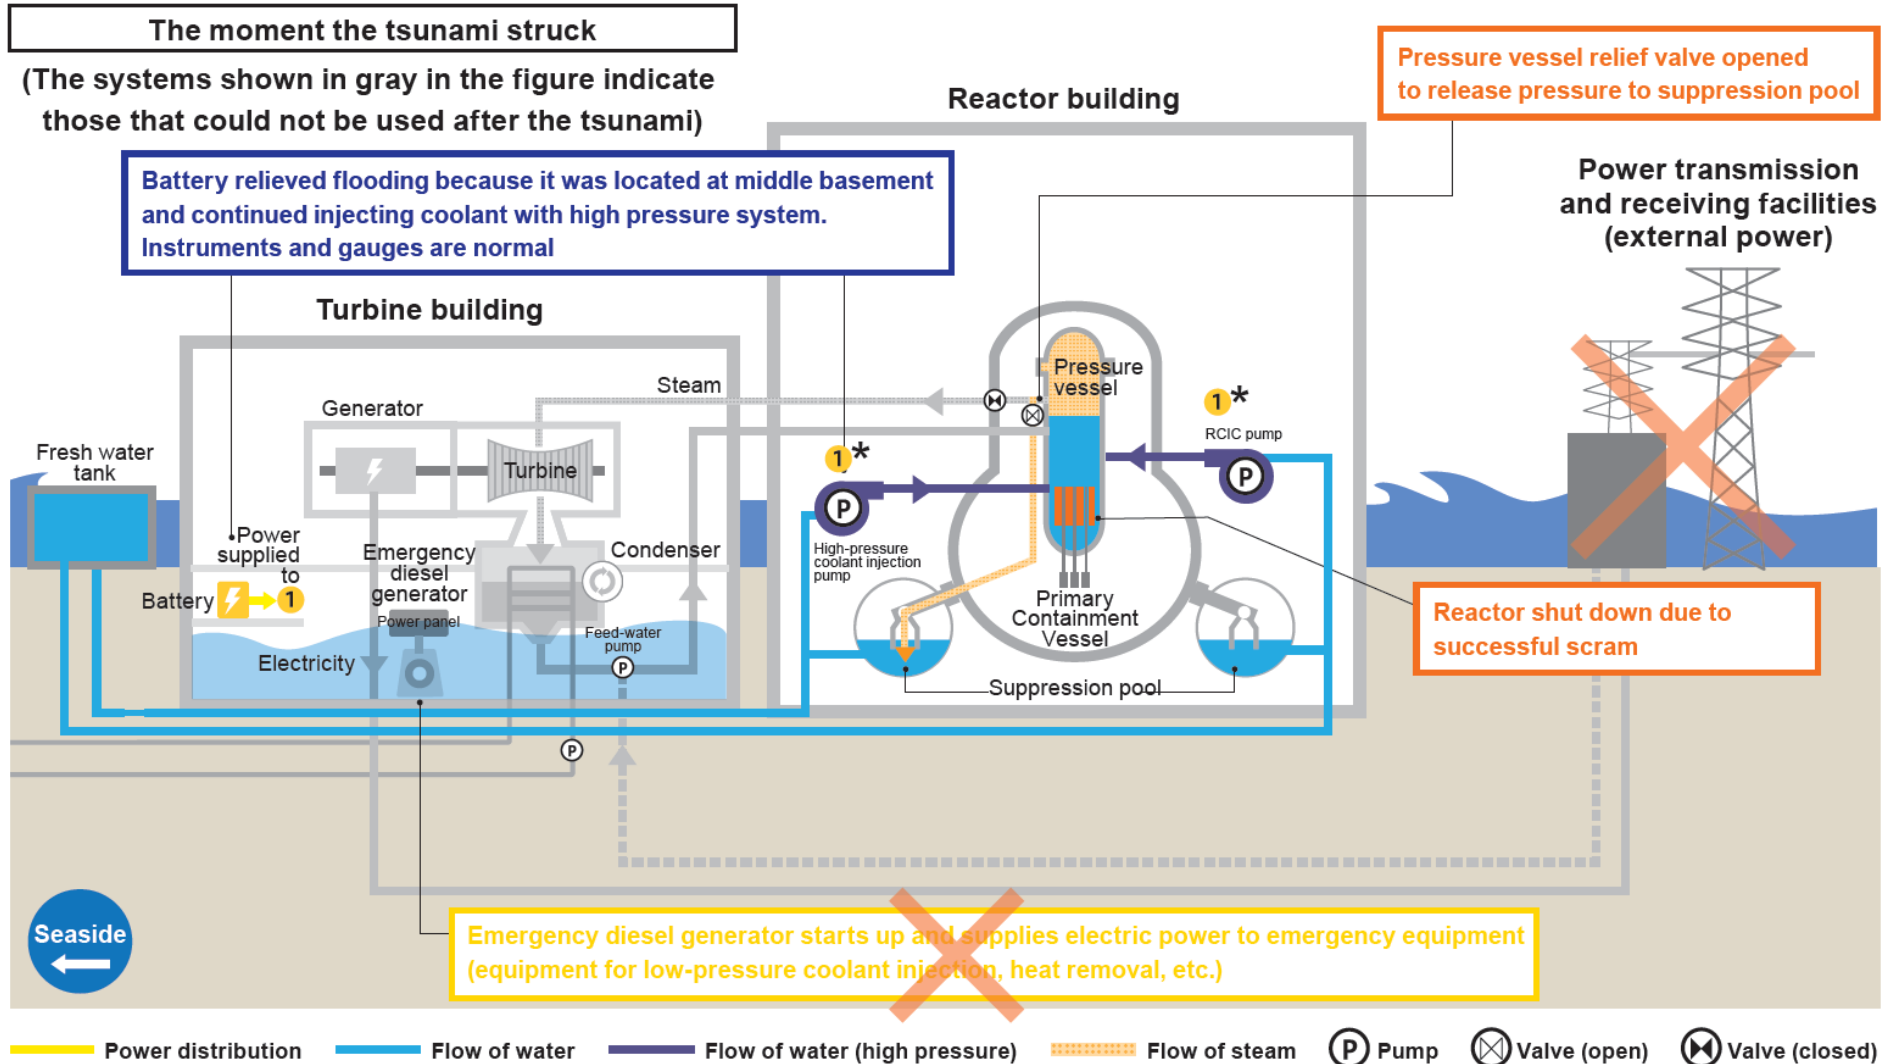 The moment the tsunami struck
(The systems shown in gray in the figure indicate
those that could not be used after the tsunami)
Pressure vessel relief valve opened
to release pressure to suppression pool
Reactor building
Battery relieved flooding because it was located at middle basement
and continued injecting coolant with high pressure system.
Instruments and gauges are normal
Power transmission
and receiving facilities
(external power)
Turbine building
Steam
Pressure
vessel
Generator
1*
RCIC pump
P
Fresh water
tank
Turbine
1*
P
High-pressure
coolant injection
pump
Power
supplied
to
1
Battery
Emergency
diesel
generator
Power panel
Condenser
Feed-water
pump
P
Electricity
Primary
Containment
Vessel
Suppression pool
Reactor shut down due to
successful scram
P
Seaside
Emergency diesel generator starts up and supplies electric power to emergency equipment
(equipment for low-pressure coolant injection, heat removal, etc.)
Power distribution
Flow of water
Flow of water (high pressure)
Flow of steam
P Pump
Valve (open)
Valve (closed)